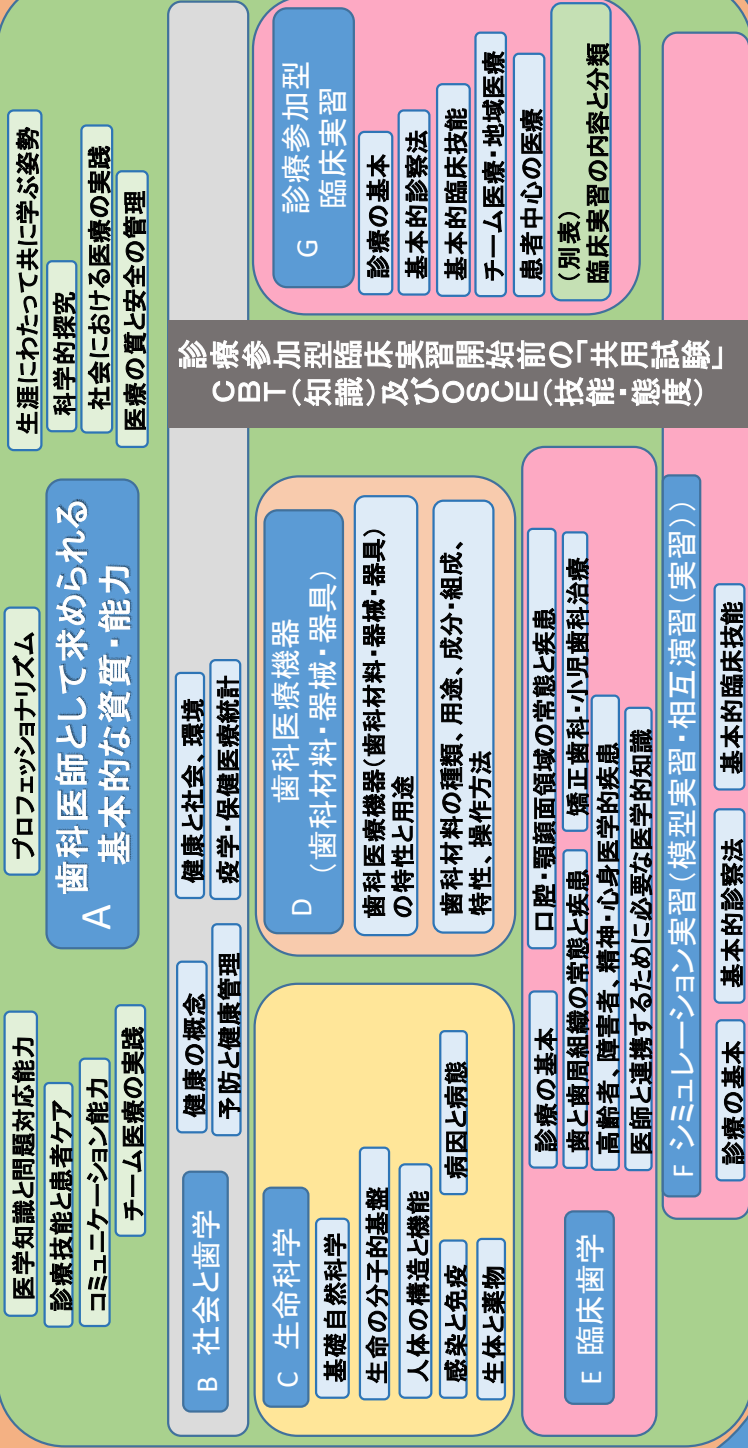 プロフェッショナリズム
A 歯科医師として求められる
基本的な資質・能力
医学知識と問題対応能力
診療技能と患者ケア
コミュニケーション能力
チーム医療の実践
生涯にわたって共に学ぶ姿勢
科学的探究
社会における医療の実践
医療の質と安全の管理
B 社会と歯学
健康の概念
予防と健康管理
健康と社会、環境
疫学・保健医療統計
C 生命科学
基礎自然科学
生命の分子的基盤
人体の構造と機能
感染と免疫
病因と病態
生体と薬物
D 歯科医療機器
(歯科材料・器械・器具)
歯科医療機器(歯科材料・器械・器具)
の特性と用途
歯科材料の種類、用途、成分・組成、
特性、操作方法
E 臨床歯学
診療の基本
口腔・顎顔面領域の常態と疾患
歯と歯周組織の常態と疾患
矯正歯科・小児歯科治療
高齢者、障害者、精神・心身医学的疾患
医師と連携するために必要な医学的知識
F シミュレーション実習(模型実習・相互演習(実習))
診療の基本
基本的診察法
基本的臨床技能
診療参加型臨床実習開始前の「共用試験」
CBT(知識)及びOSCE(技能・態度)
G 診療参加型
臨床実習
診療の基本
基本的診察法
基本的臨床技能
チーム医療・地域医療
患者中心の医療
(別表)
臨床実習の内容と分類